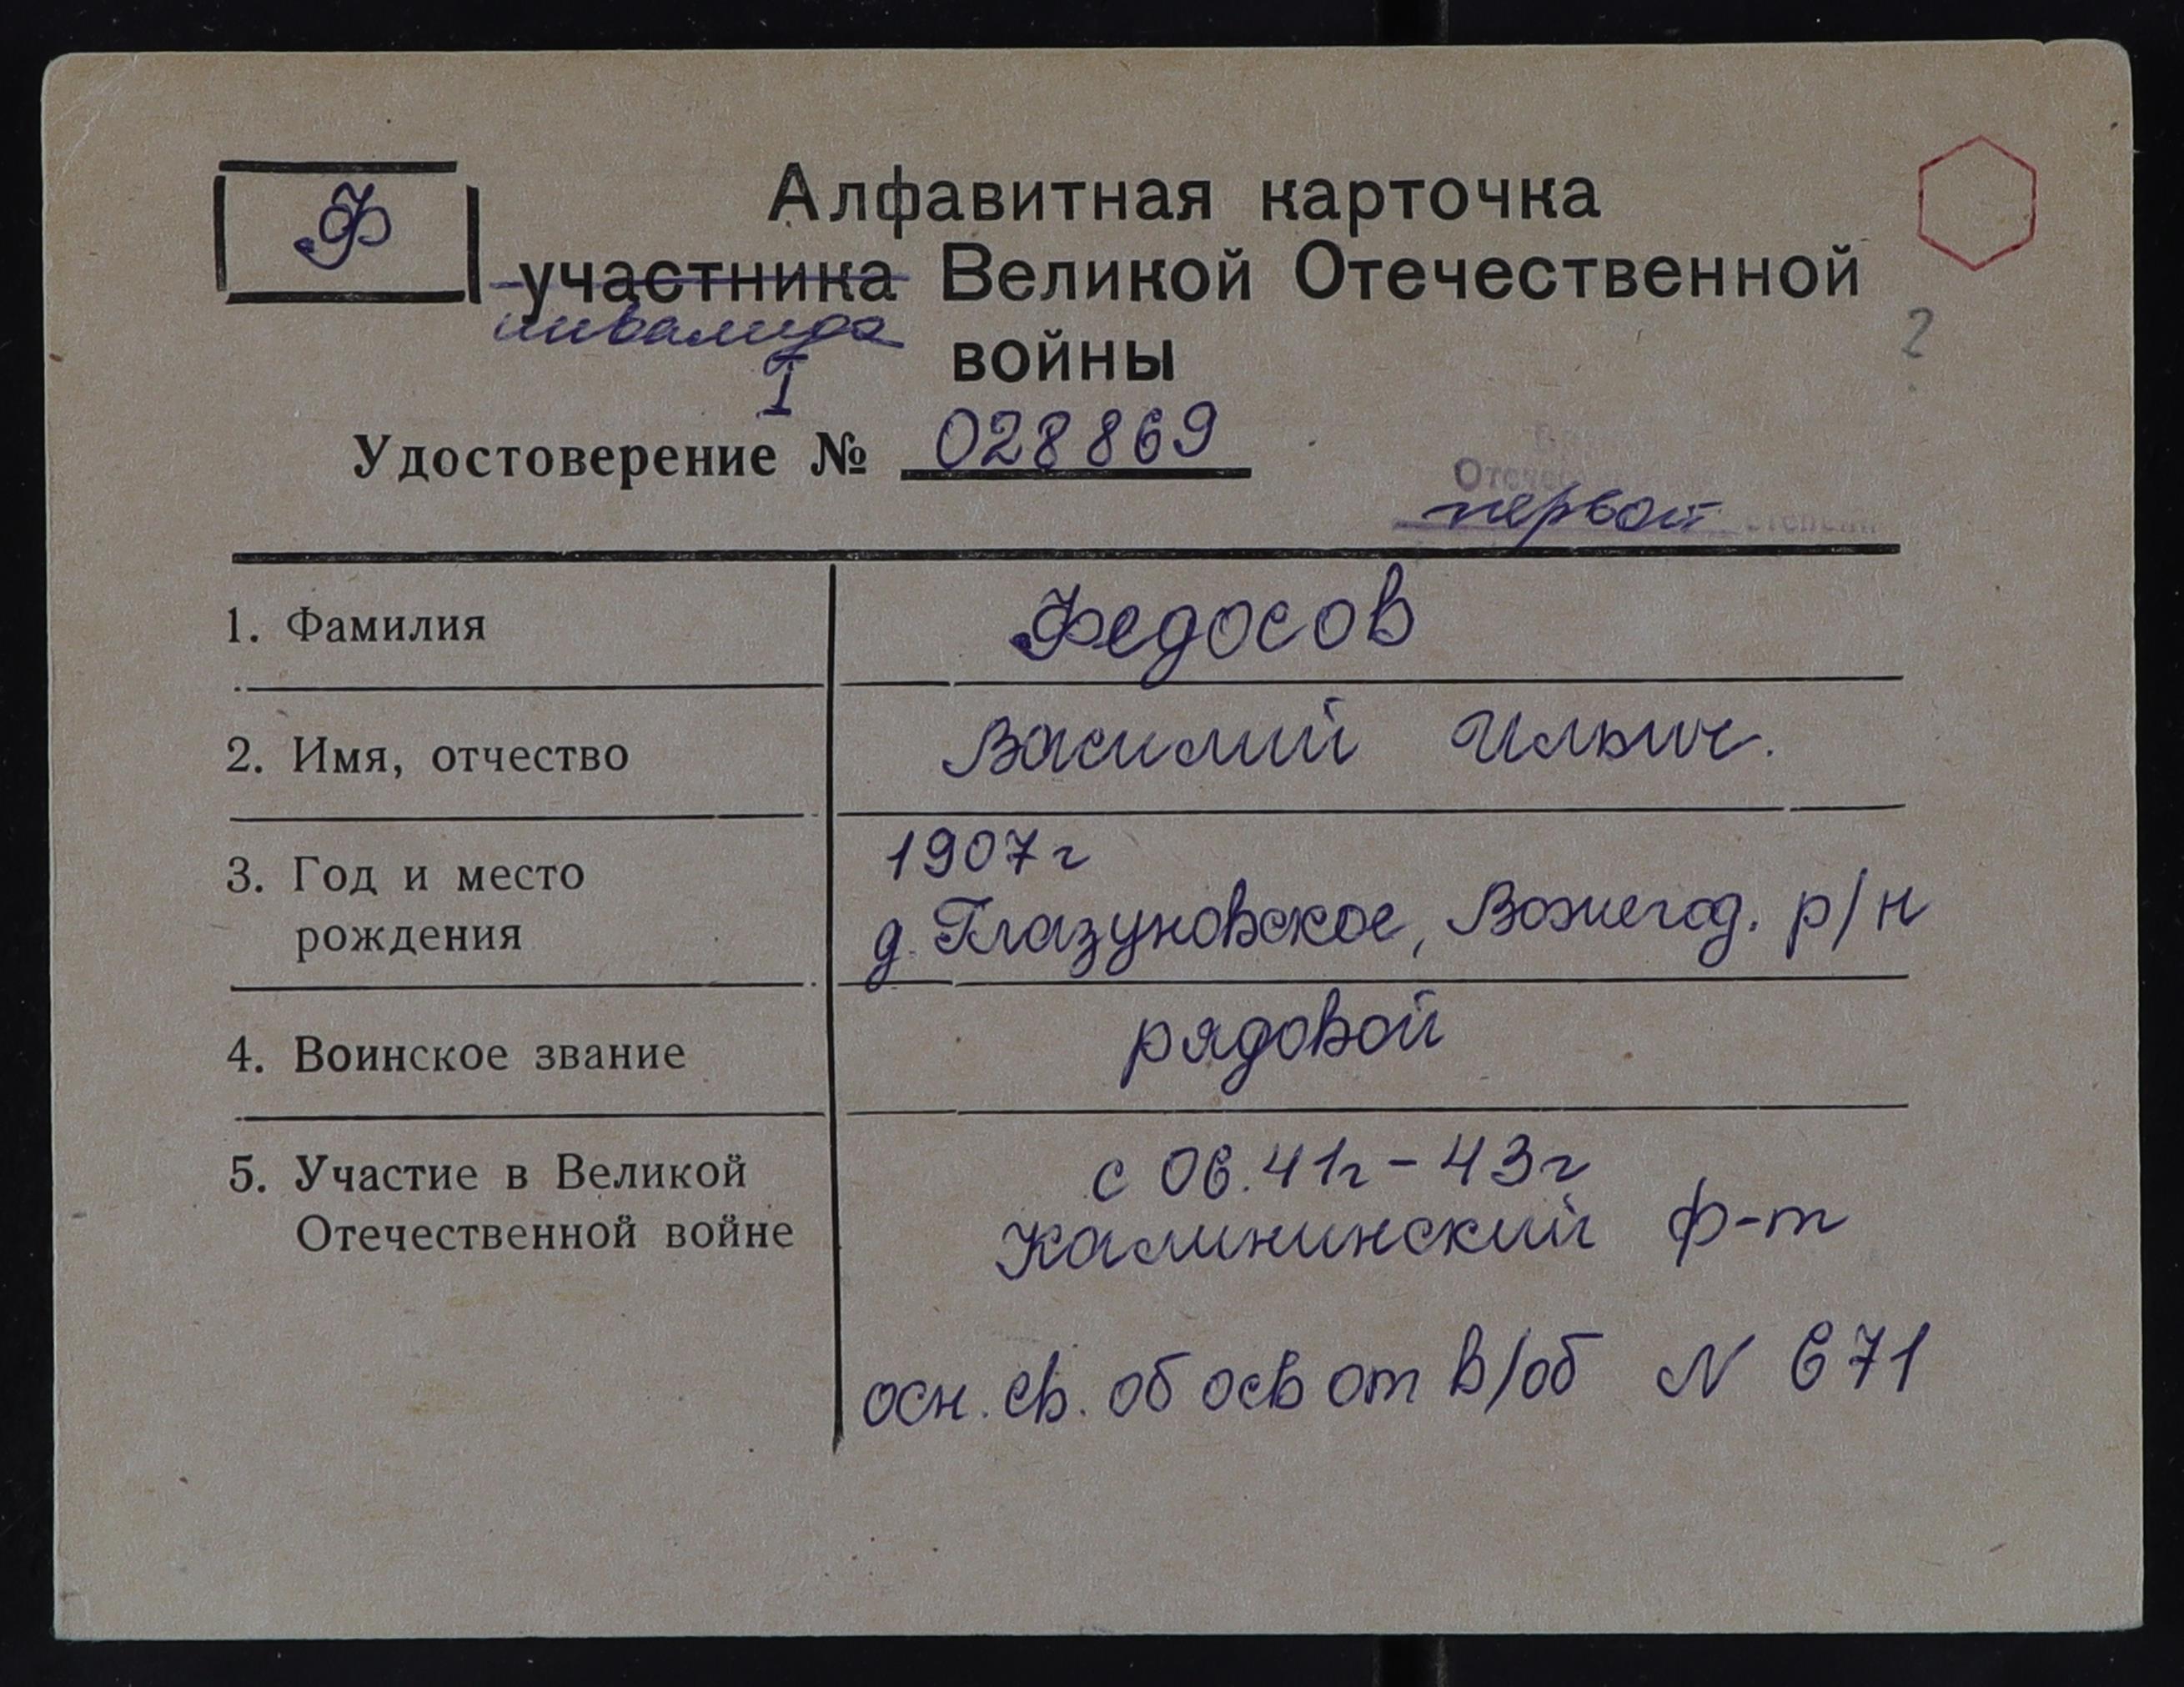 Ф
Алфавитная карточка
участника Великой Отечественной
инвалида
войны
I
?
Удостоверение № 028869
первой степени
1. Фамилия
Федосов
2. Имя, отчество
Василий Ильич.
3. Год и место
рождения
1907г
д. Глазуновское, Вожегод. р/н
4. Воинское звание
рядовой
5. Участие в Великой
Отечественной войне
с 06.41г-43г
Калининский ф-т
осн. св. об осв от в/об N 671